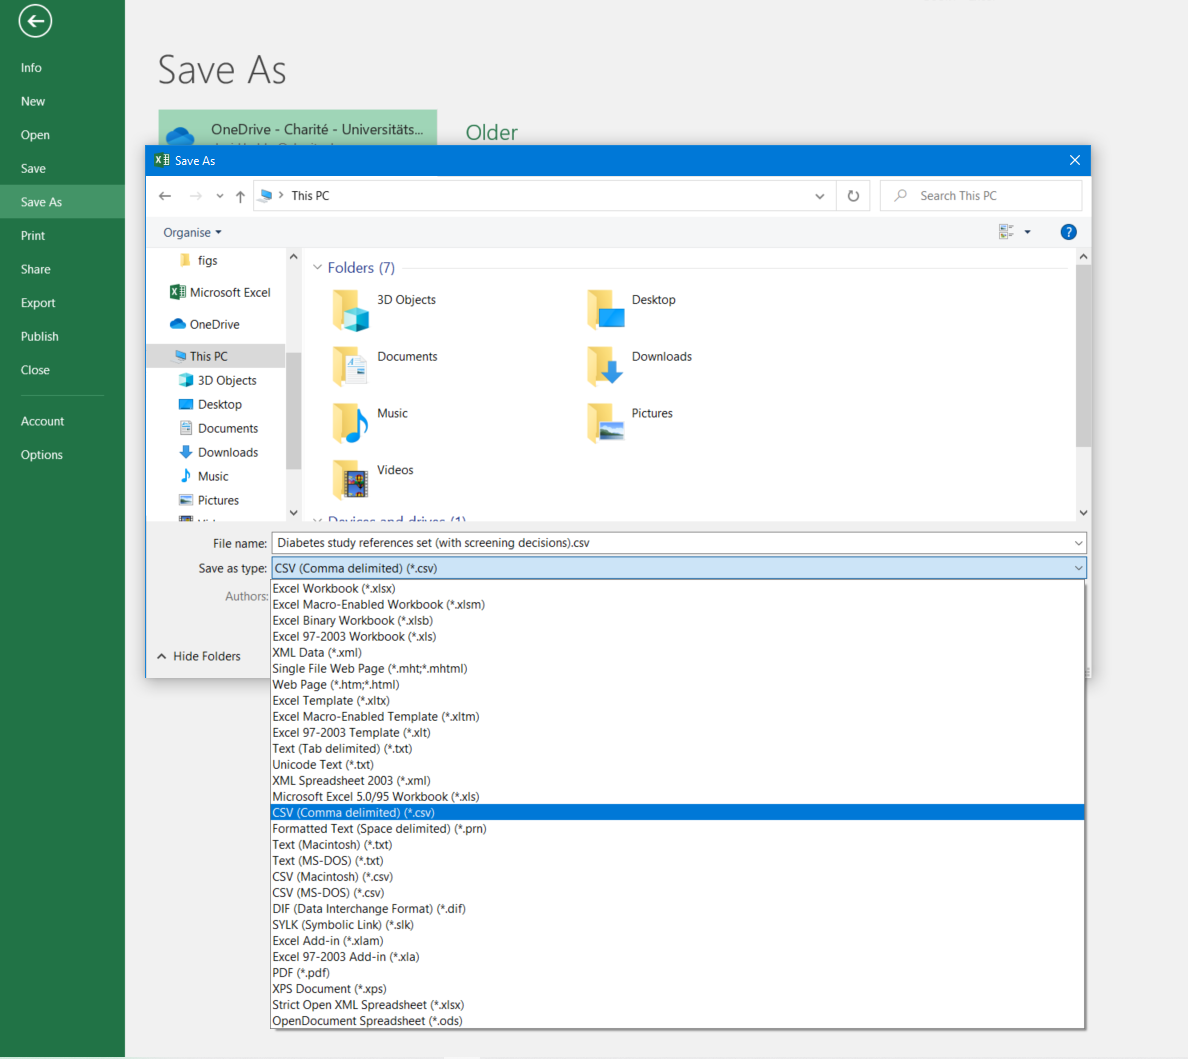 Info
New
Open
Save
Save As
Print
Share
Export
Publish
Close
Account
Options
Save As
OneDrive - Charité - Universitäts...
Older
Save As
This PC
Search This PC
Organise
figs
Microsoft Excel
OneDrive
This PC
3D Objects
Desktop
Documents
Downloads
Music
Pictures
Folders (7)
3D Objects
Desktop
Documents
Downloads
Music
Pictures
Videos
Devices and drives (1)
File name: Diabetes study references set (with screening decisions).csv
Save as type: CSV (Comma delimited) (*.csv)
Authors:
Hide Folders
Excel Workbook (*.xlsx)
Excel Macro-Enabled Workbook (*.xlsm)
Excel Binary Workbook (*.xlsb)
Excel 97-2003 Workbook (*.xls)
XML Data (*.xml)
Single File Web Page (*.mht;*.mhtml)
Web Page (*.htm;*.html)
Excel Template (*.xltx)
Excel Macro-Enabled Template (*.xltm)
Excel 97-2003 Template (*.xlt)
Text (Tab delimited) (*.txt)
Unicode Text (*.txt)
XML Spreadsheet 2003 (*.xml)
Microsoft Excel 5.0/95 Workbook (*.xls)
CSV (Comma delimited) (*.csv)
Formatted Text (Space delimited) (*.prn)
Text (Macintosh) (*.txt)
Text (MS-DOS) (*.txt)
CSV (Macintosh) (*.csv)
CSV (MS-DOS) (*.csv)
DIF (Data Interchange Format) (*.dif)
SYLK (Symbolic Link) (*.slk)
Excel Add-in (*.xlam)
Excel 97-2003 Add-in (*.xla)
PDF (*.pdf)
XPS Document (*.xps)
Strict Open XML Spreadsheet (*.xlsx)
OpenDocument Spreadsheet (*.ods)